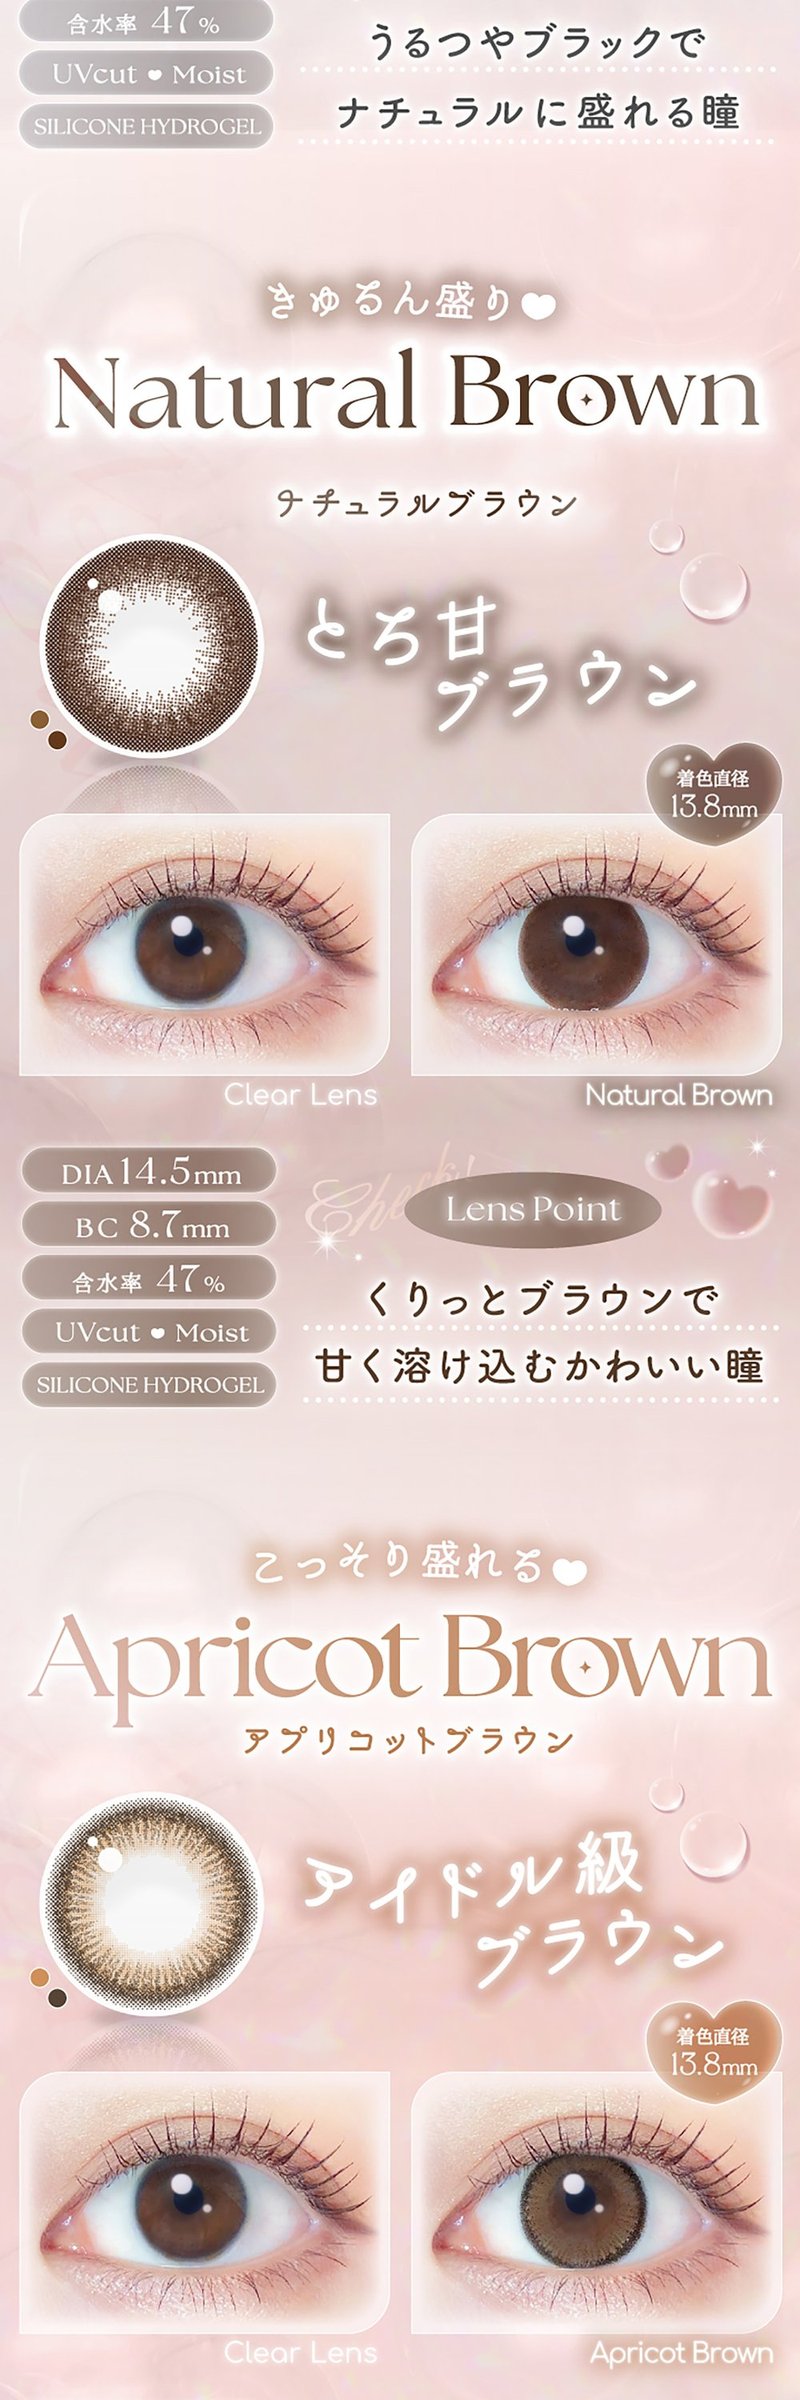 含水率 47%
UVcut ♥ Moist
SILICONE HYDROGEL
うるつやブラックで
ナチュラルに盛れる瞳
きゅるん盛り♥
Natural Brown
ナチュラルブラウン
とろ甘
ブラウン
着色直径
13.8mm
Clear Lens
Natural Brown
DIA 14.5mm
BC 8.7mm
含水率 47%
UVcut ♥ Moist
SILICONE HYDROGEL
Check!
Lens Point
くりっとブラウンで
甘く溶け込むかわいい瞳
こっそり盛れる♥
Apricot Brown
アプリコットブラウン
アイドル級
ブラウン
着色直径
13.8mm
Clear Lens
Apricot Brown